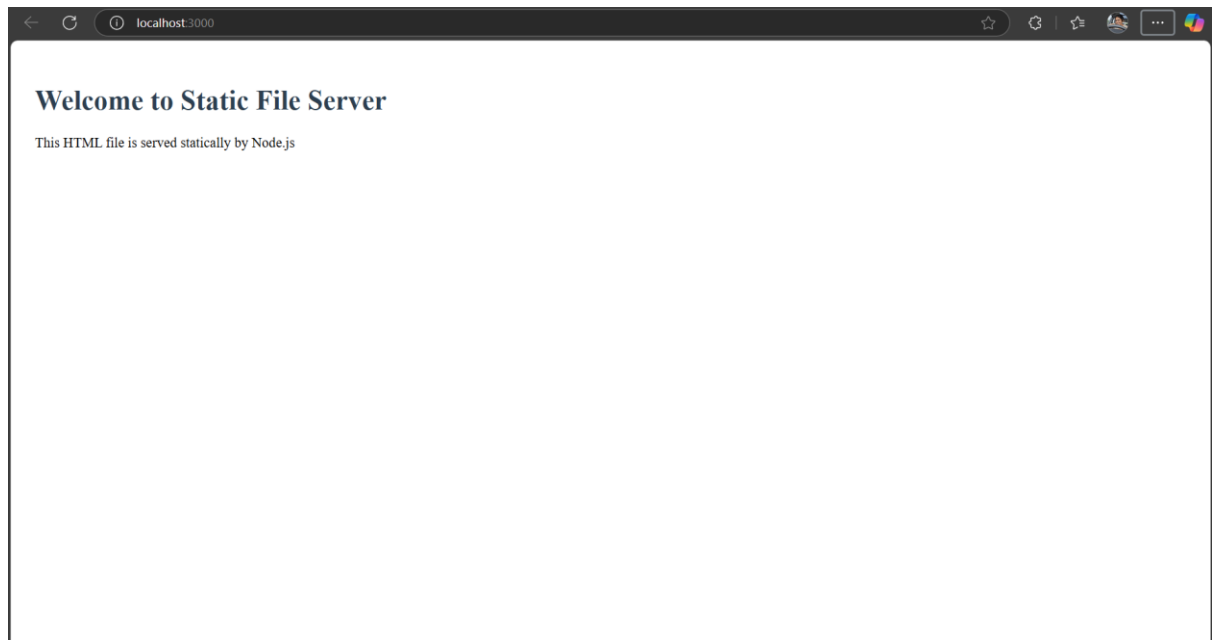 localhost:3000
Welcome to Static File Server
This HTML file is served statically by Node.js